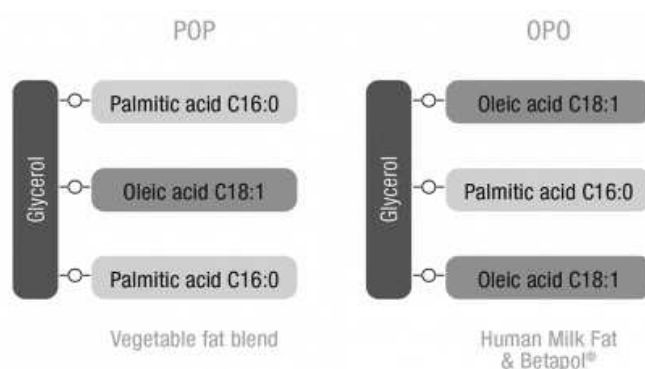 POP
Glycerol
Palmitic acid C16:0
Oleic acid C18:1
Palmitic acid C16:0
Vegetable fat blend
OPO
Glycerol
Oleic acid C18:1
Palmitic acid C16:0
Oleic acid C18:1
Human Milk Fat
& Betapol®